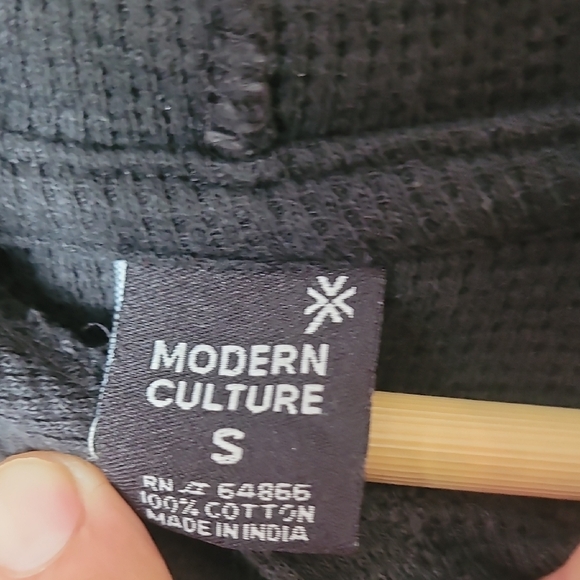 MODERN
CULTURE
S
RN # 64866
100% COTTON
MADE IN INDIA